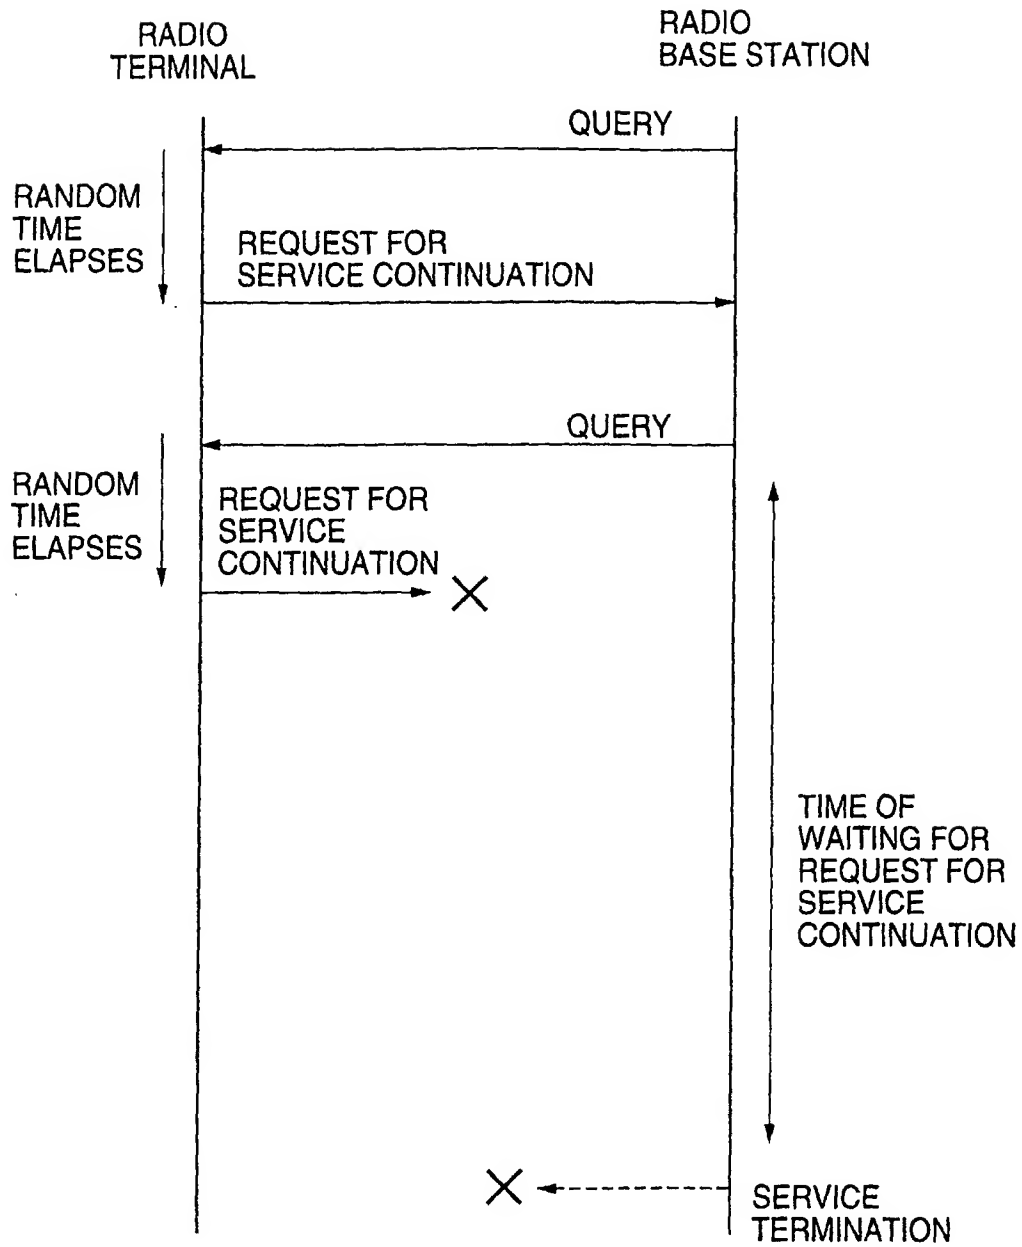 RADIO
TERMINAL
RADIO
BASE STATION
QUERY
RANDOM
TIME
ELAPSES
REQUEST FOR
SERVICE CONTINUATION
QUERY
RANDOM
TIME
ELAPSES
REQUEST FOR
SERVICE
CONTINUATION
TIME OF
WAITING FOR
REQUEST FOR
SERVICE
CONTINUATION
SERVICE
TERMINATION